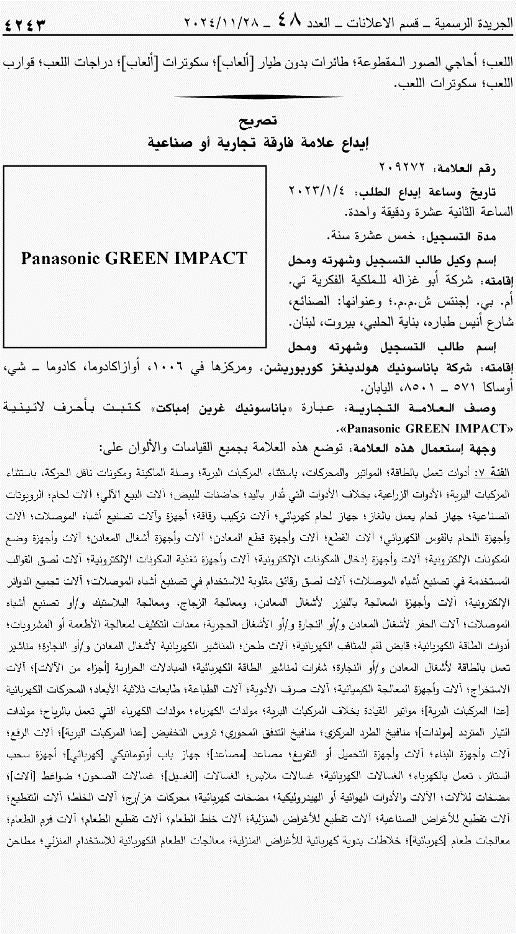 الجريدة الرسمية ــ قسم الاعلانات ــ العدد ٤٨ ــ ٢٠٢٤/١١/٢٨
٤٢٤٣
اللعب؛ أحاجي الصور المقطوعة؛ طائرات بدون طيار [ألعاب]؛ سكوترات [ألعاب]؛ دراجات اللعب؛ قوارب
اللعب؛ سكوترات اللعب.
تصريح
إيداع علامة فارقة تجارية أو صناعية
رقم العلامة: ٢٠٩٢٧٢
تاريخ وساعة إيداع الطلب: ٢٠٢٣/١/٤
الساعة الثانية عشرة ودقيقة واحدة.
مدة التسجيل: خمس عشرة سنة.
Panasonic GREEN IMPACT
إسم وكيل طالب التسجيل وشهرته ومحل
إقامته: شركة أبو غزاله للملكية الفكرية تي.
أم. بي. إجنتس ش.م.م.؛ وعنوانها: الصنائع،
شارع أنيس طباره، بناية الحلبي، بيروت، لبنان.
إسم طالب التسجيل وشهرته ومحل
إقامته: شركة باناسونيك هولدينغز كوربوريشن، ومركزها في ١٠٠٦، أوازاكادوما، كادوما ــ شي،
أوساكا ٥٧١ ــ ٨٥٠١، اليابان.
وصف العلامة التجارية: عبارة «باناسونيك غرين إمباكت» كتبت بأحرف لاتينية
«Panasonic GREEN IMPACT».
وجهة إستعمال هذه العلامة: توضع هذه العلامة بجميع القياسات والألوان على:
الفئة ٧: أدوات تعمل بالطاقة؛ المواتير والمحركات، باستثناء المركبات البرية؛ وصلة الماكينة ومكونات ناقل الحركة، باستثناء
المركبات البرية؛ الأدوات الزراعية، بخلاف الأدوات التي تُدار باليد؛ حاضنات للبيض؛ آلات البيع الآلي؛ آلات لحام؛ الروبوتات
الصناعية؛ جهاز لحام يعمل بالغاز؛ جهاز لحام كهربائي؛ آلات تركيب رقاقة؛ أجهزة وآلات تصنيع أشباه الموصلات؛ آلات
وأجهزة اللحام بالقوس الكهربائي؛ آلات القطع؛ آلات وأجهزة قطع المعادن؛ آلات وأجهزة أشغال المعادن؛ آلات وأجهزة وضع
المكونات الإلكترونية؛ آلات وأجهزة إدخال المكونات الإلكترونية؛ آلات وأجهزة تغذية المكونات الإلكترونية؛ آلات لصق القوالب
المستخدمة في تصنيع أشباه الموصلات؛ آلات لصق رقائق مقلوبة للاستخدام في تصنيع أشباه الموصلات؛ آلات تجميع الدوائر
الإلكترونية؛ آلات وأجهزة المعالجة بالليزر لأشغال المعادن، ومعالجة الزجاج، ومعالجة البلاستيك و/أو تصنيع أشباه
الموصلات؛ آلات الحفر لأشغال المعادن و/أو النجارة و/أو الأشغال الحجرية؛ معدات التكثيف لمعالجة الأطعمة أو المشروبات؛
أدوات الطاقة الكهربائية؛ قابض لقم للمثاقب الكهربائية؛ آلات طحن؛ المناشير الكهربائية لأشغال المعادن و/أو النجارة؛ مناشير
تعمل بالطاقة لأشغال المعادن و/أو النجارة؛ شفرات لمناشير الطاقة الكهربائية؛ المبادلات الحرارية [أجزاء من الآلات]؛ آلات
الاستخراج؛ آلات وأجهزة المعالجة الكيميائية؛ آلات صرف الأدوية؛ آلات الطباعة؛ طابعات ثلاثية الأبعاد؛ المحركات الكهربائية
[عدا المركبات البرية]؛ مواتير القيادة بخلاف المركبات البرية؛ مولدات الكهرباء؛ مولدات الكهرباء التي تعمل بالرياح؛ مولدات
التيار المتردد [مولدات]؛ منافيخ الطرد المركزي؛ منافيخ التدفق المحوري؛ تروس التخفيض [عدا المركبات البرية]؛ آلات الرفع؛
آلات وأجهزة البناء؛ آلات وأجهزة التحميل أو التفريغ؛ مصاعد [مصاعد]؛ جهاز باب أوتوماتيكي [كهربائي]؛ أجهزة سحب
الستائر، تعمل بالكهرباء؛ الغسالات الكهربائية؛ غسالات ملابس؛ الغسالات [الغسيل]؛ غسالات الصحون؛ ضواغط [آلات]؛
مضخات للآلات؛ الآلات والأدوات الهوائية أو الهيدروليكية؛ مضخات كهربائية؛ محركات هز/رج؛ آلات الخلط؛ آلات التقطيع؛
آلات تقطيع للأغراض الصناعية؛ آلات تقطيع للأغراض المنزلية؛ آلات خلط الطعام؛ آلات تقطيع الطعام؛ آلات فرم الطعام؛
معالجات طعام [كهربائية]؛ خلاطات يدوية كهربائية للأغراض المنزلية؛ معالجات الطعام الكهربائية للاستخدام المنزلي؛ مطاحن